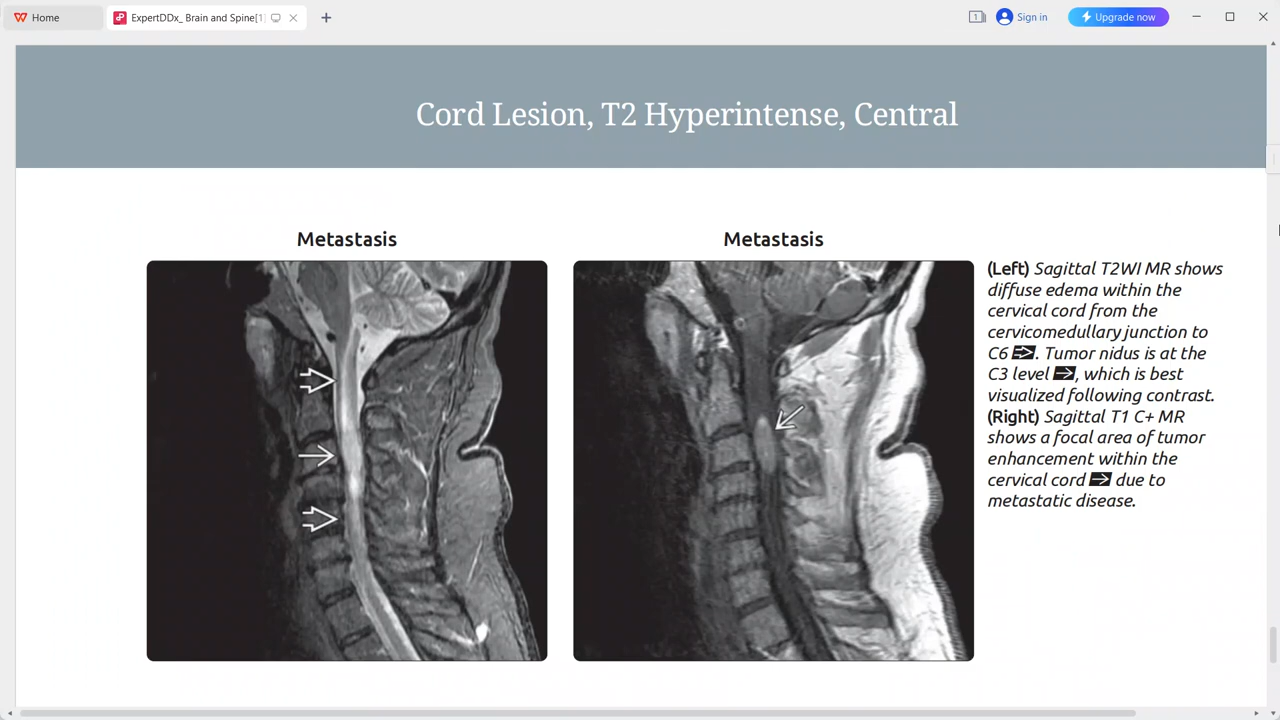 Home
ExpertDDx_ Brain and Spine[1]
1
Sign in
Upgrade now
Cord Lesion, T2 Hyperintense, Central
Metastasis
Metastasis
(Left) Sagittal T2WI MR shows
diffuse edema within the
cervical cord from the
cervicomedullary junction to
C6 ⇨. Tumor nidus is at the
C3 level →, which is best
visualized following contrast.
(Right) Sagittal T1 C+ MR
shows a focal area of tumor
enhancement within the
cervical cord → due to
metastatic disease.